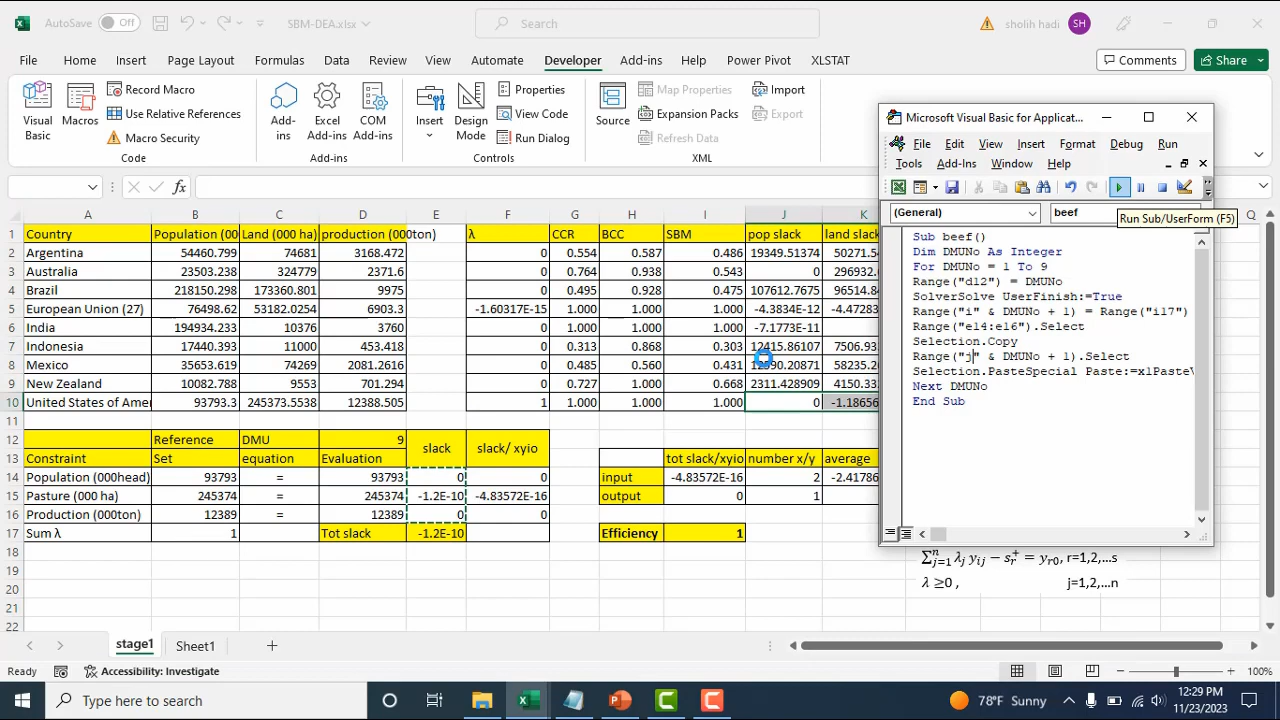 AutoSave Off SBM-DEA.xlsx Search sholih hadi SH
File Home Insert Page Layout Formulas Data Review View Automate Developer Add-ins Help Power Pivot XLSTAT Comments Share
Visual Basic Macros Record Macro Use Relative References Macro Security
Add-ins Excel Add-ins COM Add-ins
Insert Design Mode Properties View Code Run Dialog
Source Map Properties Expansion Packs Refresh Data Import Export
Code Add-ins Controls XML
A B C D E F G H I J K Q
1 Country Population (00 Land (000 ha) production (000ton) λ CCR BCC SBM pop slack land slack
2 Argentina 54460.799 74681 3168.472 0 0.554 0.587 0.486 19349.51374 50271.54
3 Australia 23503.238 324779 2371.6 0 0.764 0.938 0.543 0 296932.
4 Brazil 218150.298 173390.801 9975 0 0.495 0.928 0.475 107612.7675 96514.84
5 European Union (27) 76498.62 53182.0254 6903.3 -1.60317E-15 1.000 1.000 1.000 -4.3834E-12 -4.47283
6 India 194934.233 10376 3760 0 1.000 1.000 1.000 -7.1773E-11
7 Indonesia 17440.393 11000 453.418 0 0.313 0.868 0.303 12415.86107 7506.93
8 Mexico 35653.619 74269 2081.2616 0 0.485 0.560 0.431 12590.20871 58235.26
9 New Zealand 10082.788 9553 701.294 0 0.727 1.000 0.668 2311.428909 4150.33
10 United States of Amer 93793.3 245373.5538 12388.505 1 1.000 1.000 1.000 0 -1.18656
11
12 Reference DMU 9 slack slack/ xyio
13 Constraint Set equation Evaluation tot slack/xyio number x/y average
14 Population (000head) 93793 = 93793 0 0 input -4.83572E-16 2 -2.41786
15 Pasture (000 ha) 245374 = 245374 -1.2E-10 -4.83572E-16 output 0 1
16 Production (000ton) 12389 = 12389 0 0
17 Sum λ 1 Tot slack -1.2E-10 Efficiency 1
18
19
20
21
22
Microsoft Visual Basic for Applicat...
File Edit View Insert Format Debug Run
Tools Add-Ins Window Help
(General) beef
Run Sub/UserForm (F5)
Sub beef()
Dim DMUNo As Integer
For DMUNo = 1 To 9
Range("d12") = DMUNo
SolverSolve UserFinish:=True
Range("i" & DMUNo + 1) = Range("i17")
Range("e14:e16").Select
Selection.Copy
Range("j" & DMUNo + 1).Select
Selection.PasteSpecial Paste:=xlPasteV
Next DMUNo
End Sub
∑ⁿⱼ₌₁ λⱼ yᵢⱼ − sᵣ⁺ = yᵣ₀, r=1,2,...s
λ ≥0 , j=1,2,...n
stage1 Sheet1
Ready Accessibility: Investigate 100%
Type here to search 78°F Sunny 12:29 PM
11/23/2023